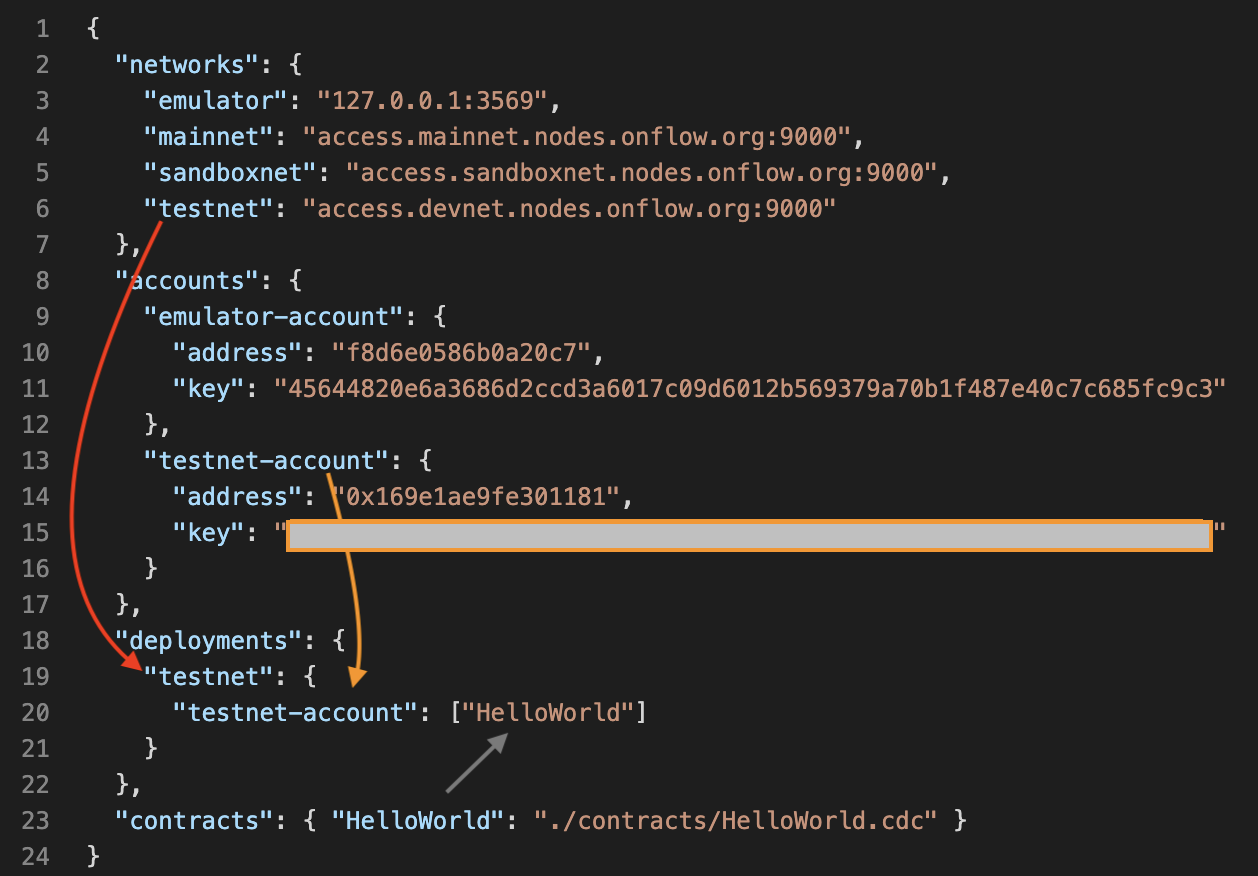 1 {
2 "networks": {
3 "emulator": "127.0.0.1:3569",
4 "mainnet": "access.mainnet.nodes.onflow.org:9000",
5 "sandboxnet": "access.sandboxnet.nodes.onflow.org:9000",
6 "testnet": "access.devnet.nodes.onflow.org:9000"
7 },
8 "accounts": {
9 "emulator-account": {
10 "address": "f8d6e0586b0a20c7",
11 "key": "45644820e6a3686d2ccd3a6017c09d6012b569379a70b1f487e40c7c685fc9c3"
12 },
13 "testnet-account": {
14 "address": "0x169e1ae9fe301181",
15 "key": " "
16 }
17 },
18 "deployments": {
19 "testnet": {
20 "testnet-account": ["HelloWorld"]
21 }
22 },
23 "contracts": { "HelloWorld": "./contracts/HelloWorld.cdc" }
24 }